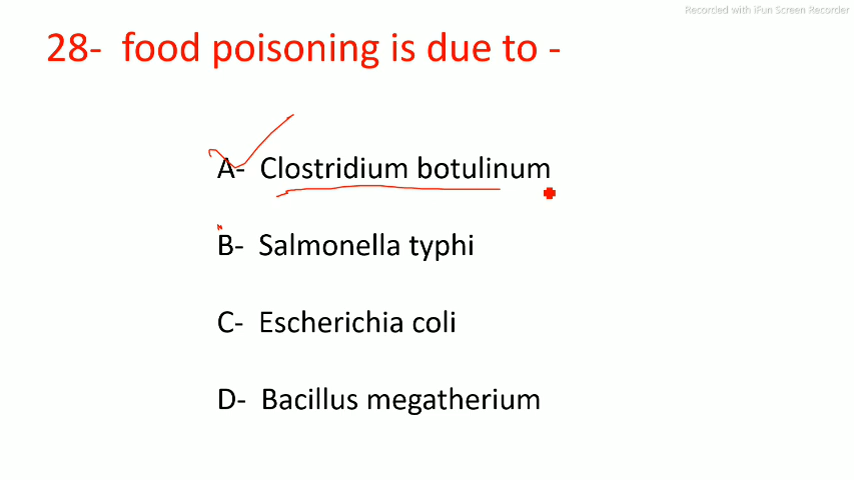 Recorded with iFun Screen Recorder
28- food poisoning is due to -
A- Clostridium botulinum
B- Salmonella typhi
C- Escherichia coli
D- Bacillus megatherium